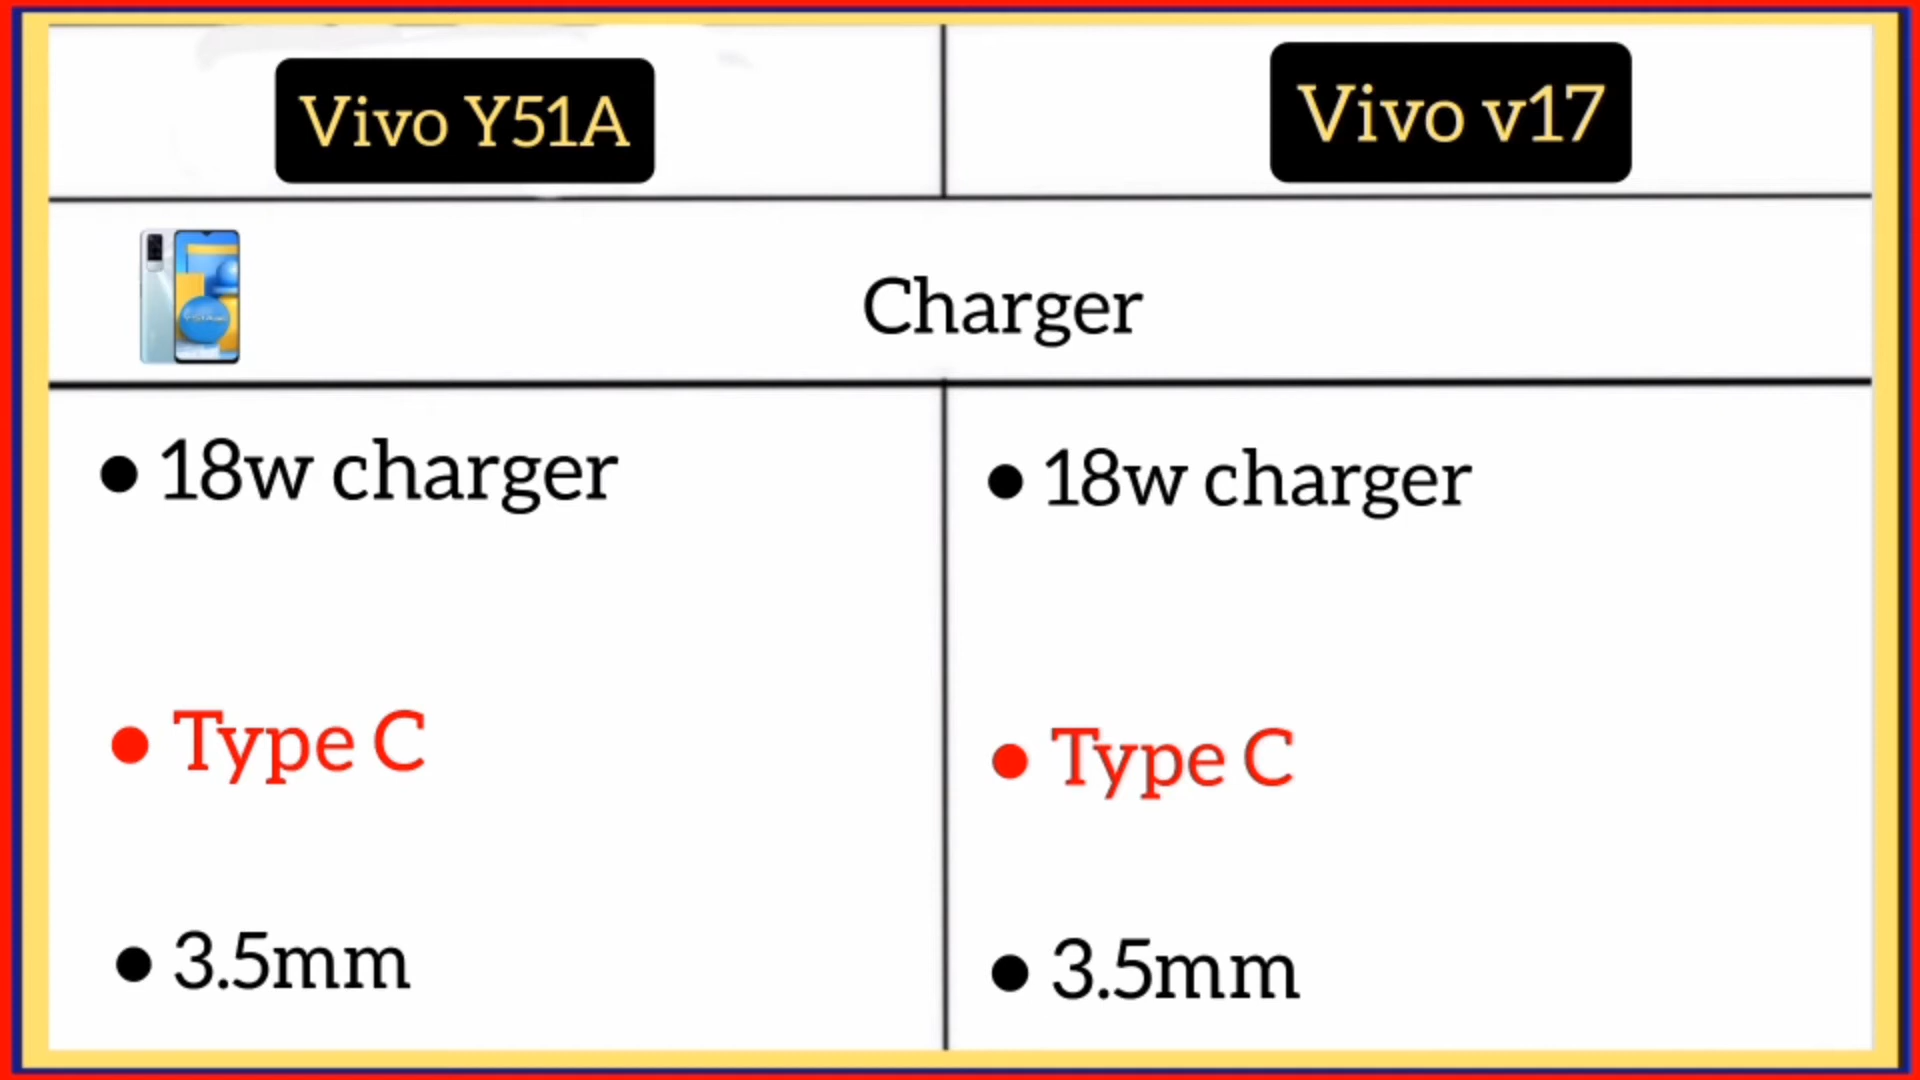 Vivo Y51A
Vivo v17
Charger
• 18w charger
• 18w charger
• Type C
• Type C
• 3.5mm
• 3.5mm